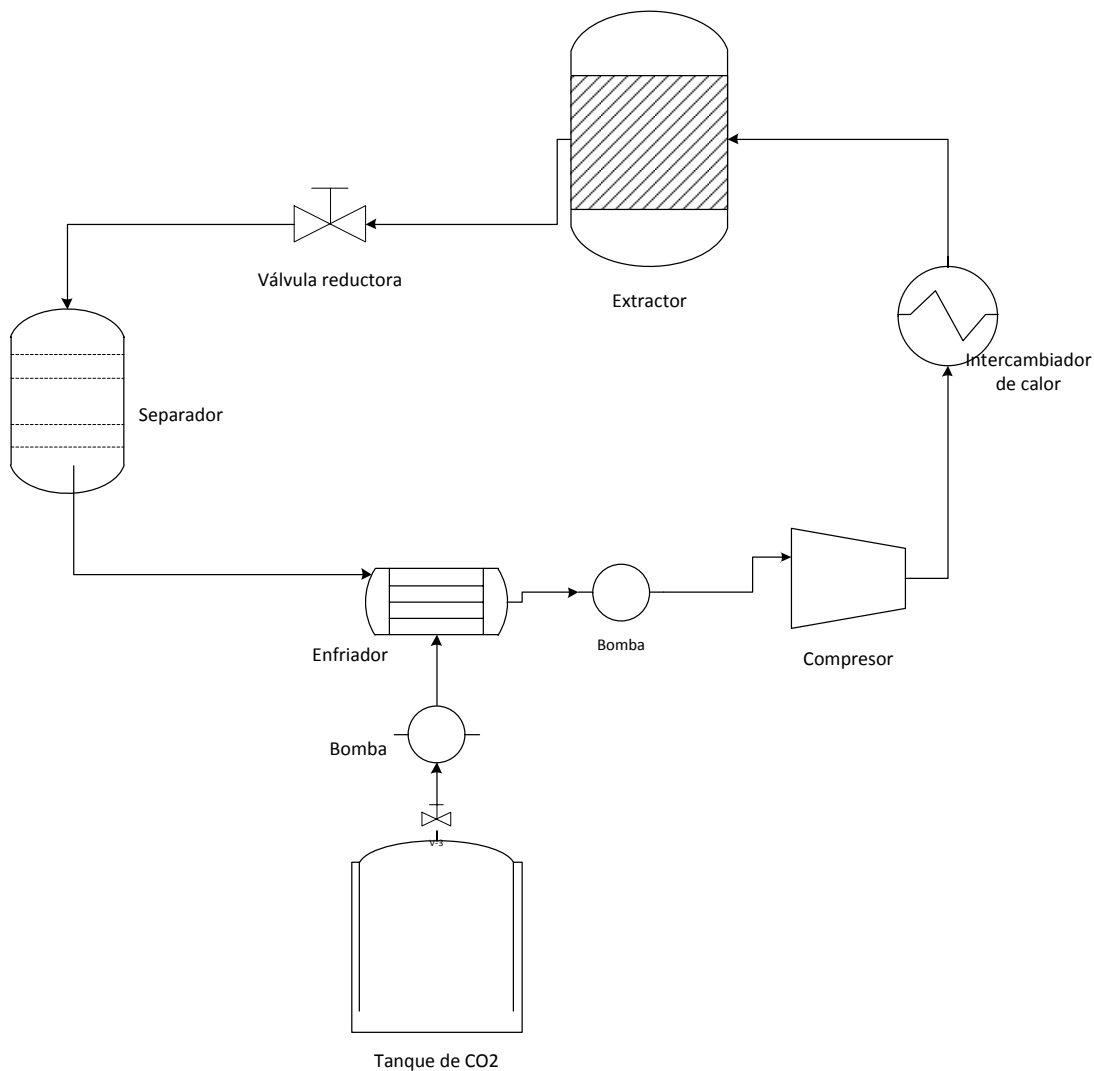 Válvula reductora
Extractor
Intercambiador
de calor
Separador
Enfriador
Bomba
Compresor
Bomba
V-3
Tanque de CO2